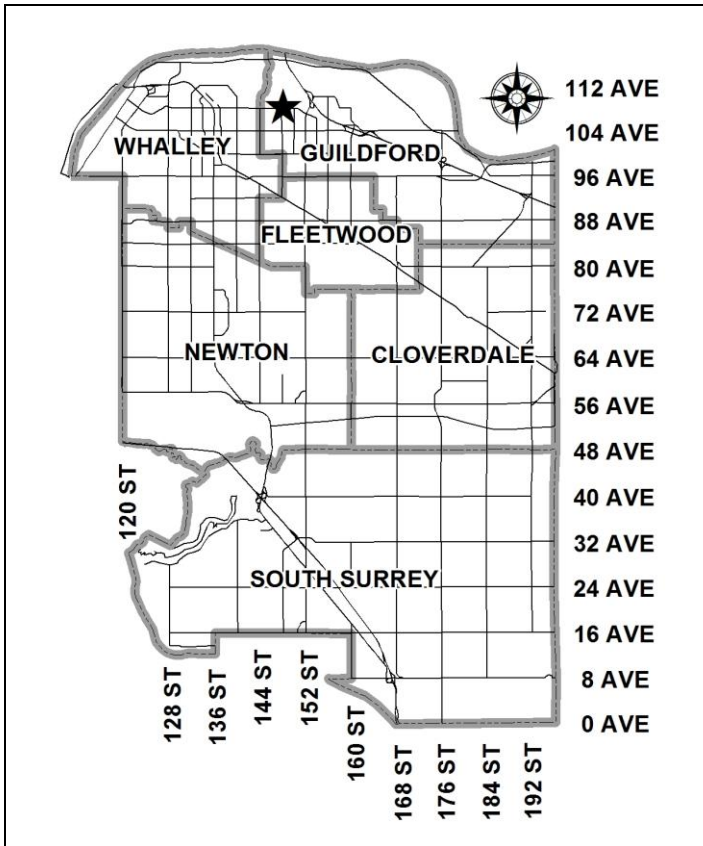 112 AVE
104 AVE
WHALLEY
GUILDFORD
96 AVE
88 AVE
FLEETWOOD
80 AVE
72 AVE
NEWTON
CLOVERDALE
64 AVE
56 AVE
48 AVE
120 ST
40 AVE
32 AVE
SOUTH SURREY
24 AVE
16 AVE
128 ST
136 ST
144 ST
152 ST
8 AVE
160 ST
0 AVE
168 ST
176 ST
184 ST
192 ST